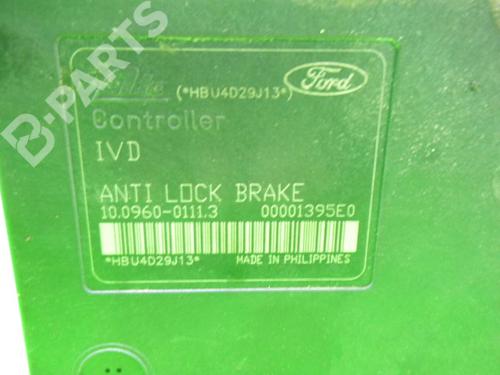 B-PARTS
(*HBU4D29J13*)
Ford
Controller
IVD
ANTI LOCK BRAKE
10.0960-0111.3 00001395E0
*HBU4D29J13* MADE IN PHILIPPINES